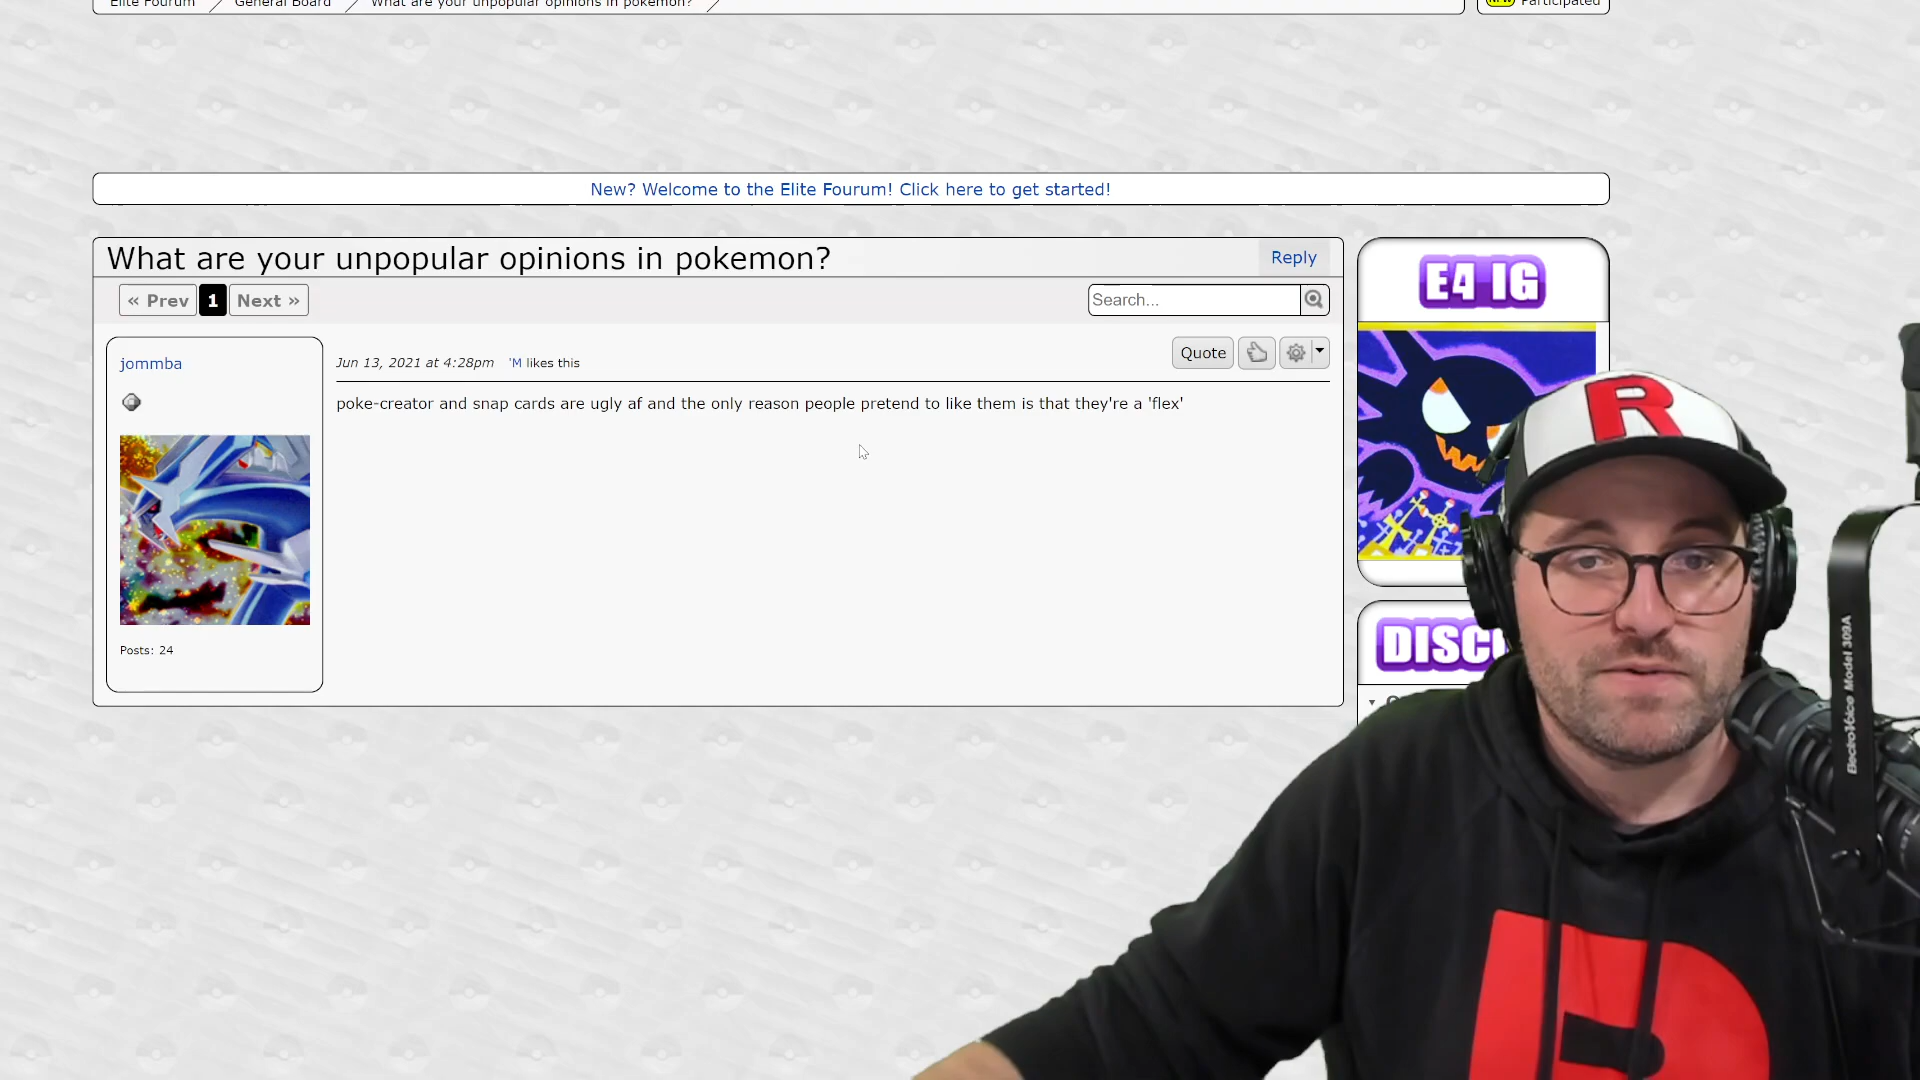 Elite Fourum
General Board
What are your unpopular opinions in pokemon?
NEW Participated
New? Welcome to the Elite Fourum! Click here to get started!
What are your unpopular opinions in pokemon?
Reply
« Prev 1 Next »
Search...
E4 IG
jommba
Jun 13, 2021 at 4:28pm
'M likes this
Quote
poke-creator and snap cards are ugly af and the only reason people pretend to like them is that they're a 'flex'
Posts: 24
DISC
R
R
Electro-Voice Model 309A